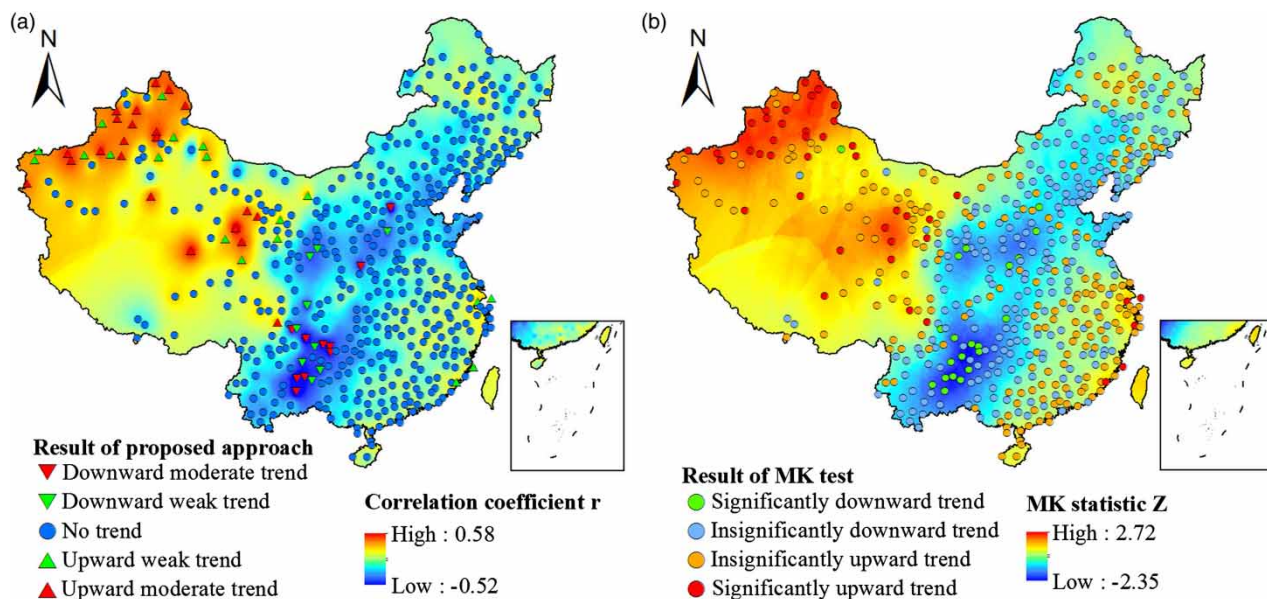 (a)
N
Result of proposed approach
Downward moderate trend
Downward weak trend
No trend
Upward weak trend
Upward moderate trend
Correlation coefficient r
High : 0.58
Low : -0.52
(b)
N
Result of MK test
Significantly downward trend
Insignificantly downward trend
Insignificantly upward trend
Significantly upward trend
MK statistic Z
High : 2.72
Low : -2.35